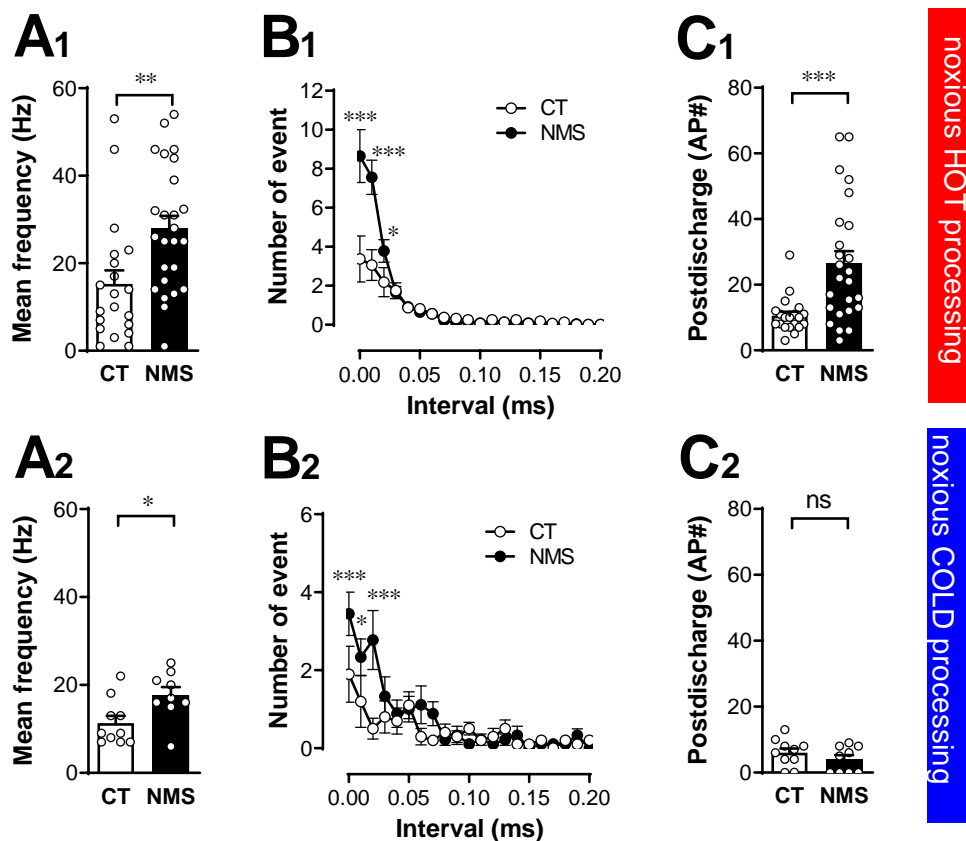 A1
Mean frequency (Hz)
60
40
20
0
**
CT NMS
B1
Number of event
12
10
8
6
4
2
0
***
***
*
CT
NMS
0.00 0.05 0.10 0.15 0.20
Interval (ms)
C1
Postdischarge (AP#)
80
60
40
20
0
***
CT NMS
noxious HOT processsing
A2
Mean frequency (Hz)
60
40
20
0
*
CT NMS
B2
Number of event
6
4
2
0
***
*
***
CT
NMS
0.00 0.05 0.10 0.15 0.20
Interval (ms)
C2
Postdischarge (AP#)
80
60
40
20
0
ns
CT NMS
noxious COLD processing